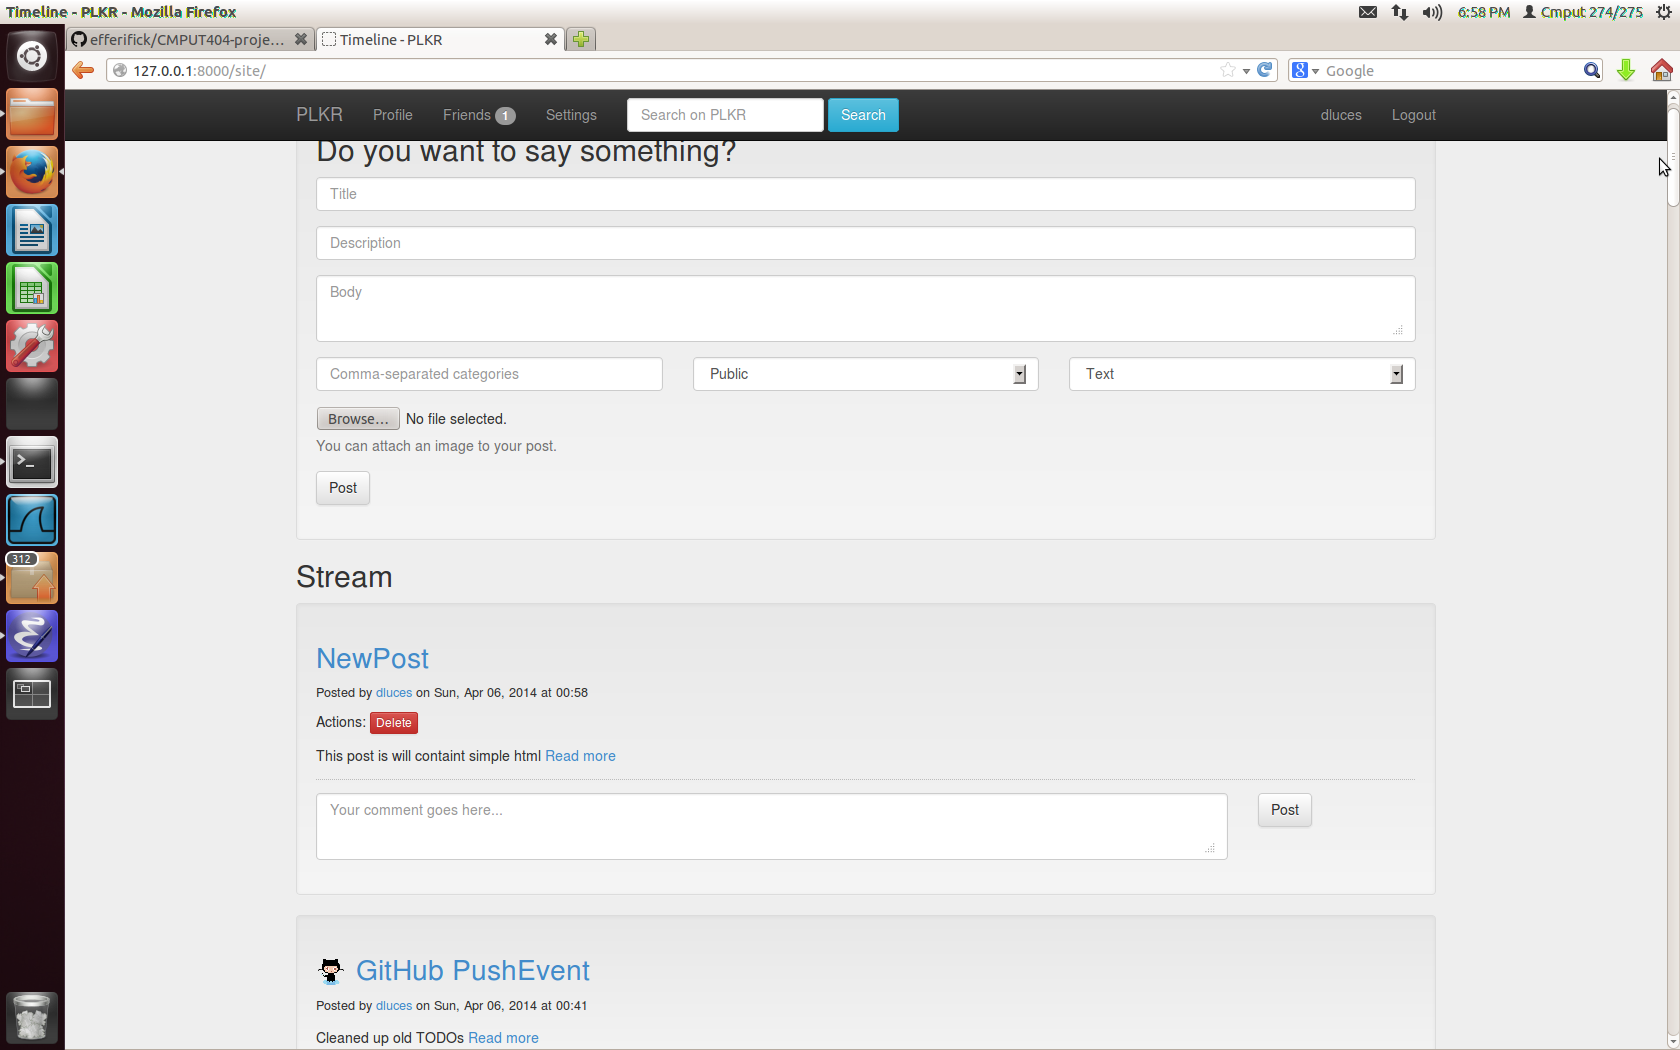 Timeline - PLKR - Mozilla Firefox
6:58 PM Cmput 274/275
efferifick/CMPUT404-proje...
Timeline - PLKR
127.0.0.1:8000/site/
8 Google
PLKR Profile Friends 1 Settings Search on PLKR Search dluces Logout
Do you want to say something?
Title
Description
Body
Comma-separated categories Public Text
Browse... No file selected.
You can attach an image to your post.
Post
312
Stream
NewPost
Posted by dluces on Sun, Apr 06, 2014 at 00:58
Actions: Delete
This post is will containt simple html Read more
Your comment goes here...
Post
GitHub PushEvent
Posted by dluces on Sun, Apr 06, 2014 at 00:41
Cleaned up old TODOs Read more